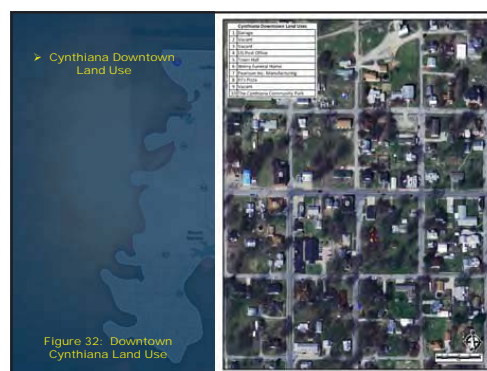 ➤ Cynthiana Downtown
Land Use
Figure 32: Downtown
Cynthiana Land Use
Cynthiana Downtown Land Uses
1 Garage
2 Vacant
3 Vacant
4 US Post Office
5 Town Hall
6 Werry Funeral Home
7 Pearison Inc. Manufacturing
8 PJ's Pizza
9 Vacant
10 The Cynthiana Community Park